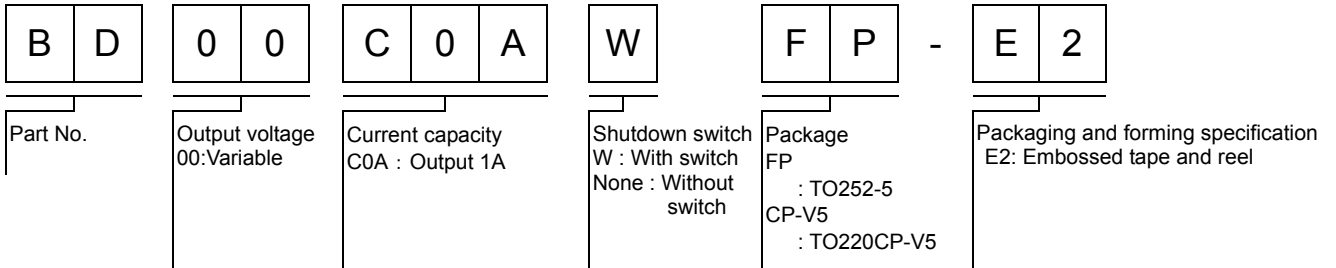 B D 0 0 C 0 A W F P - E 2
Part No.
Output voltage
00:Variable
Current capacity
C0A : Output 1A
Shutdown switch
W : With switch
None : Without
switch
Package
FP
: TO252-5
CP-V5
: TO220CP-V5
Packaging and forming specification
E2: Embossed tape and reel